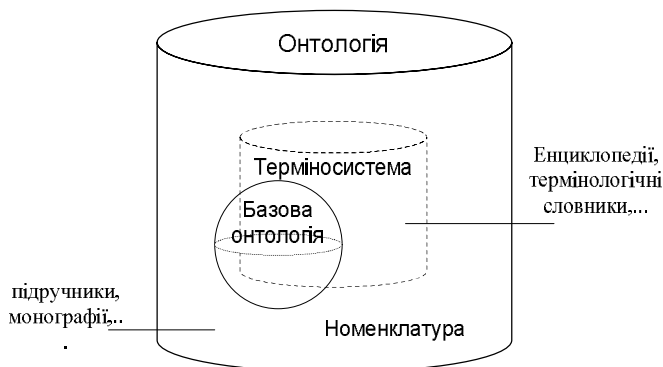 Онтологія
Терміносистема
Енциклопедії,
термінологічні
словники,...
Базова
онтологія
підручники,
монографії,..
.
Номенклатура